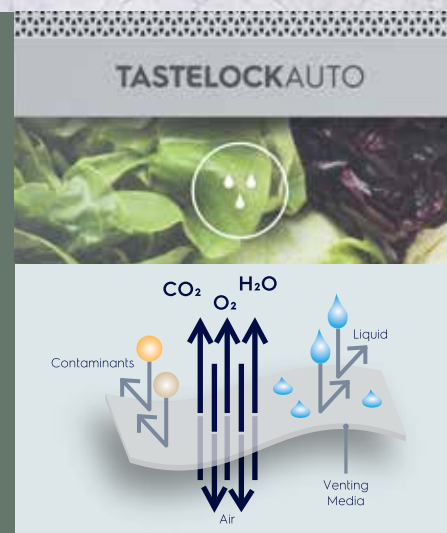 TASTELOCKAUTO
CO₂
O₂
H₂O
Contaminants
Liquid
Venting
Media
Air